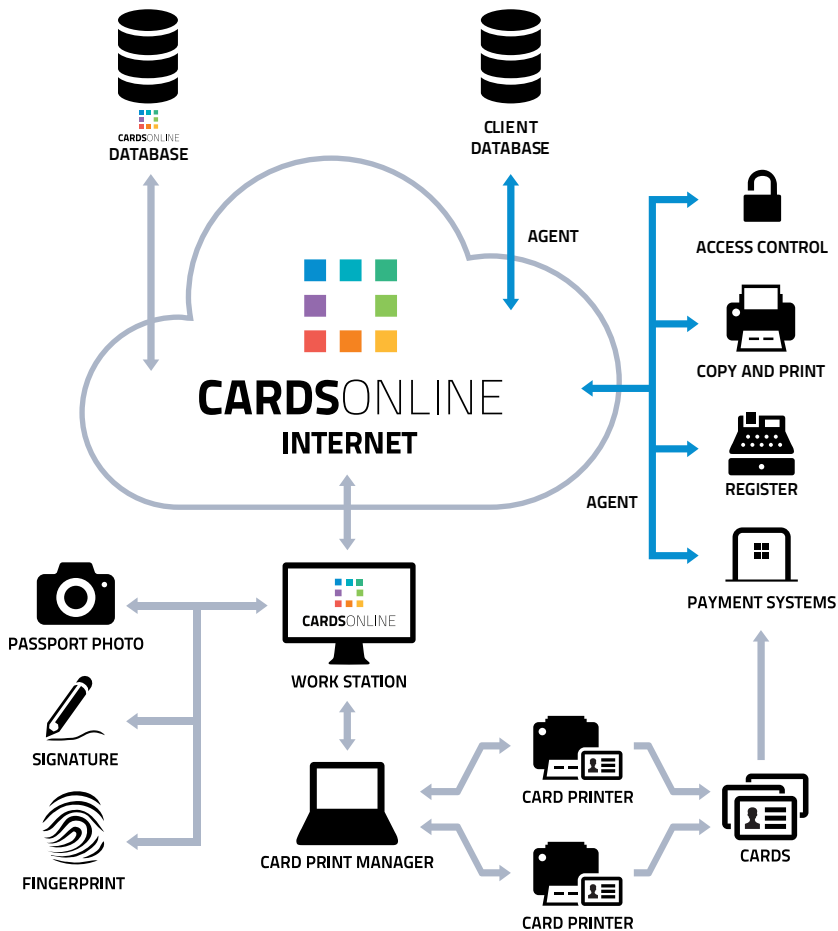 CARDSONLINE
DATABASE
CLIENT
DATABASE
AGENT
ACCESS CONTROL
COPY AND PRINT
CARDSONLINE
INTERNET
REGISTER
AGENT
PAYMENT SYSTEMS
CARDSONLINE
WORK STATION
PASSPORT PHOTO
SIGNATURE
FINGERPRINT
CARD PRINT MANAGER
CARD PRINTER
CARD PRINTER
CARDS